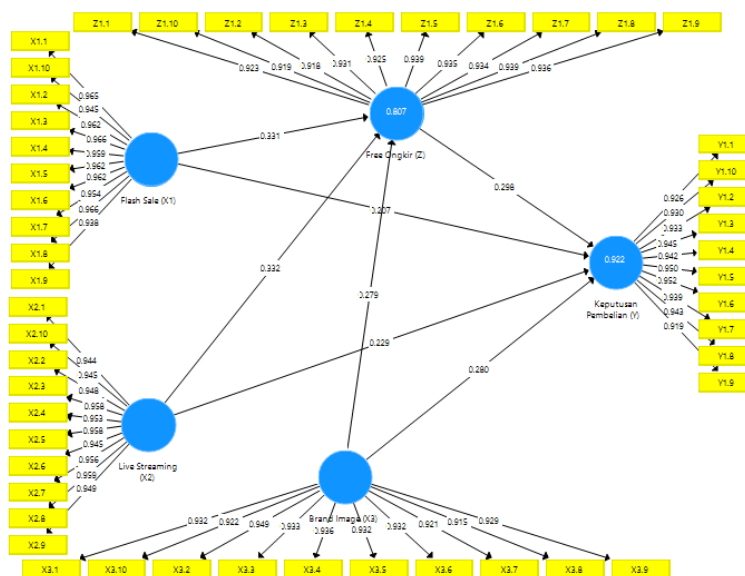 Z1.1 Z1.10 Z1.2 Z1.3 Z1.4 Z1.5 Z1.6 Z1.7 Z1.8 Z1.9
0.923 0.919 0.918 0.931 0.925 0.939 0.935 0.934 0.939 0.936
X1.1
X1.10
X1.2
X1.3
X1.4
X1.5
X1.6
X1.7
X1.8
X1.9
0.965
0.945
0.962
0.966
0.959
0.962
0.962
0.954
0.966
0.938
Flash Sale (X1)
0.807
Free Ongkir (Z)
0.331
0.298
0.207
0.332
0.279
0.229
0.280
Y1.1
Y1.10
Y1.2
Y1.3
Y1.4
Y1.5
Y1.6
Y1.7
Y1.8
Y1.9
0.926
0.930
0.933
0.945
0.942
0.950
0.952
0.939
0.943
0.919
0.922
Keputusan
Pembelian (Y)
X2.1
X2.10
X2.2
X2.3
X2.4
X2.5
X2.6
X2.7
X2.8
X2.9
0.944
0.945
0.948
0.958
0.953
0.958
0.945
0.956
0.959
0.949
Live Streaming
(X2)
Brand Image (X3)
0.932 0.922 0.949 0.933 0.936 0.932 0.932 0.921 0.915 0.929
X3.1 X3.10 X3.2 X3.3 X3.4 X3.5 X3.6 X3.7 X3.8 X3.9